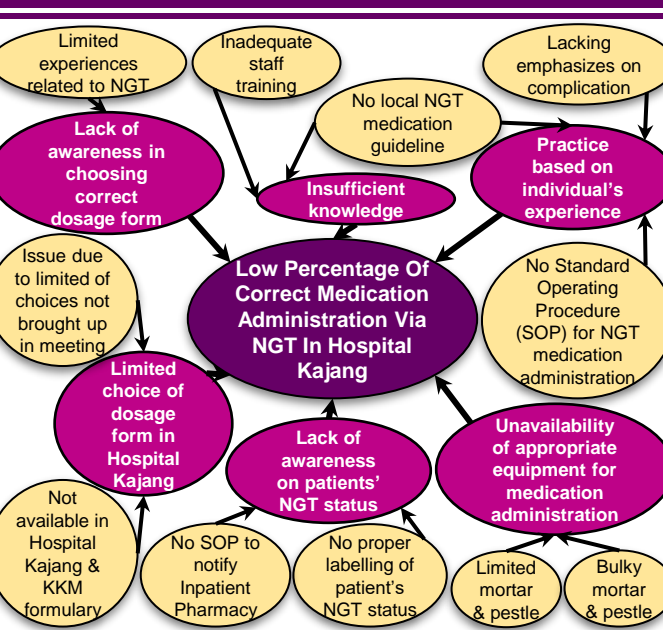 Limited
experiences
related to NGT
Inadequate
staff
training
Lacking
emphasizes on
complication
No local NGT
medication
guideline
Lack of
awareness in
choosing
correct
dosage form
Insufficient
knowledge
Practice
based on
individual's
experience
Issue due
to limited of
choices not
brought up
in meeting
Low Percentage Of
Correct Medication
Administration Via
NGT In Hospital
Kajang
No Standard
Operating
Procedure
(SOP) for NGT
medication
administration
Limited
choice of
dosage
form in
Hospital
Kajang
Lack of
awareness
on patients'
NGT status
Unavailability
of appropriate
equipment for
medication
administration
Not
available in
Hospital
Kajang &
KKM
formulary
No SOP to
notify
Inpatient
Pharmacy
No proper
labelling of
patient's
NGT status
Limited
mortar
& pestle
Bulky
mortar
& pestle